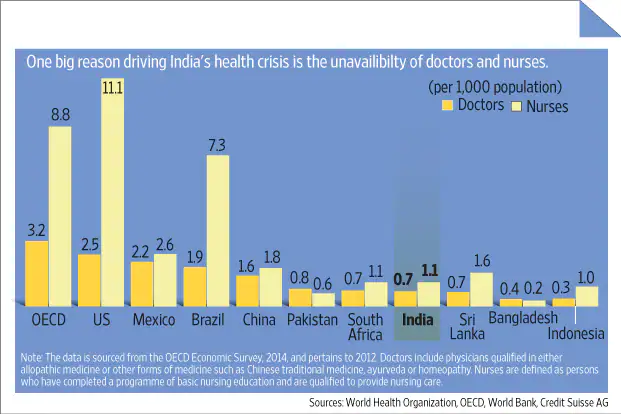 One big reason driving India's health crisis is the unavailibilty of doctors and nurses.
(per 1,000 population)
Doctors Nurses
3.2 8.8
2.5 11.1
2.2 2.6
1.9 7.3
1.6 1.8
0.8 0.6
0.7 1.1
0.7 1.1
0.7 1.6
0.4 0.2
0.3 1.0
OECD US Mexico Brazil China Pakistan South Africa India Sri Lanka Bangladesh Indonesia
Note: The data is sourced from the OECD Economic Survey, 2014, and pertains to 2012. Doctors include physicians qualified in either
allopathic medicine or other forms of medicine such as Chinese traditional medicine, ayurveda or homeopathy. Nurses are defined as persons
who have completed a programme of basic nursing education and are qualified to provide nursing care.
Sources: World Health Organization, OECD, World Bank, Credit Suisse AG